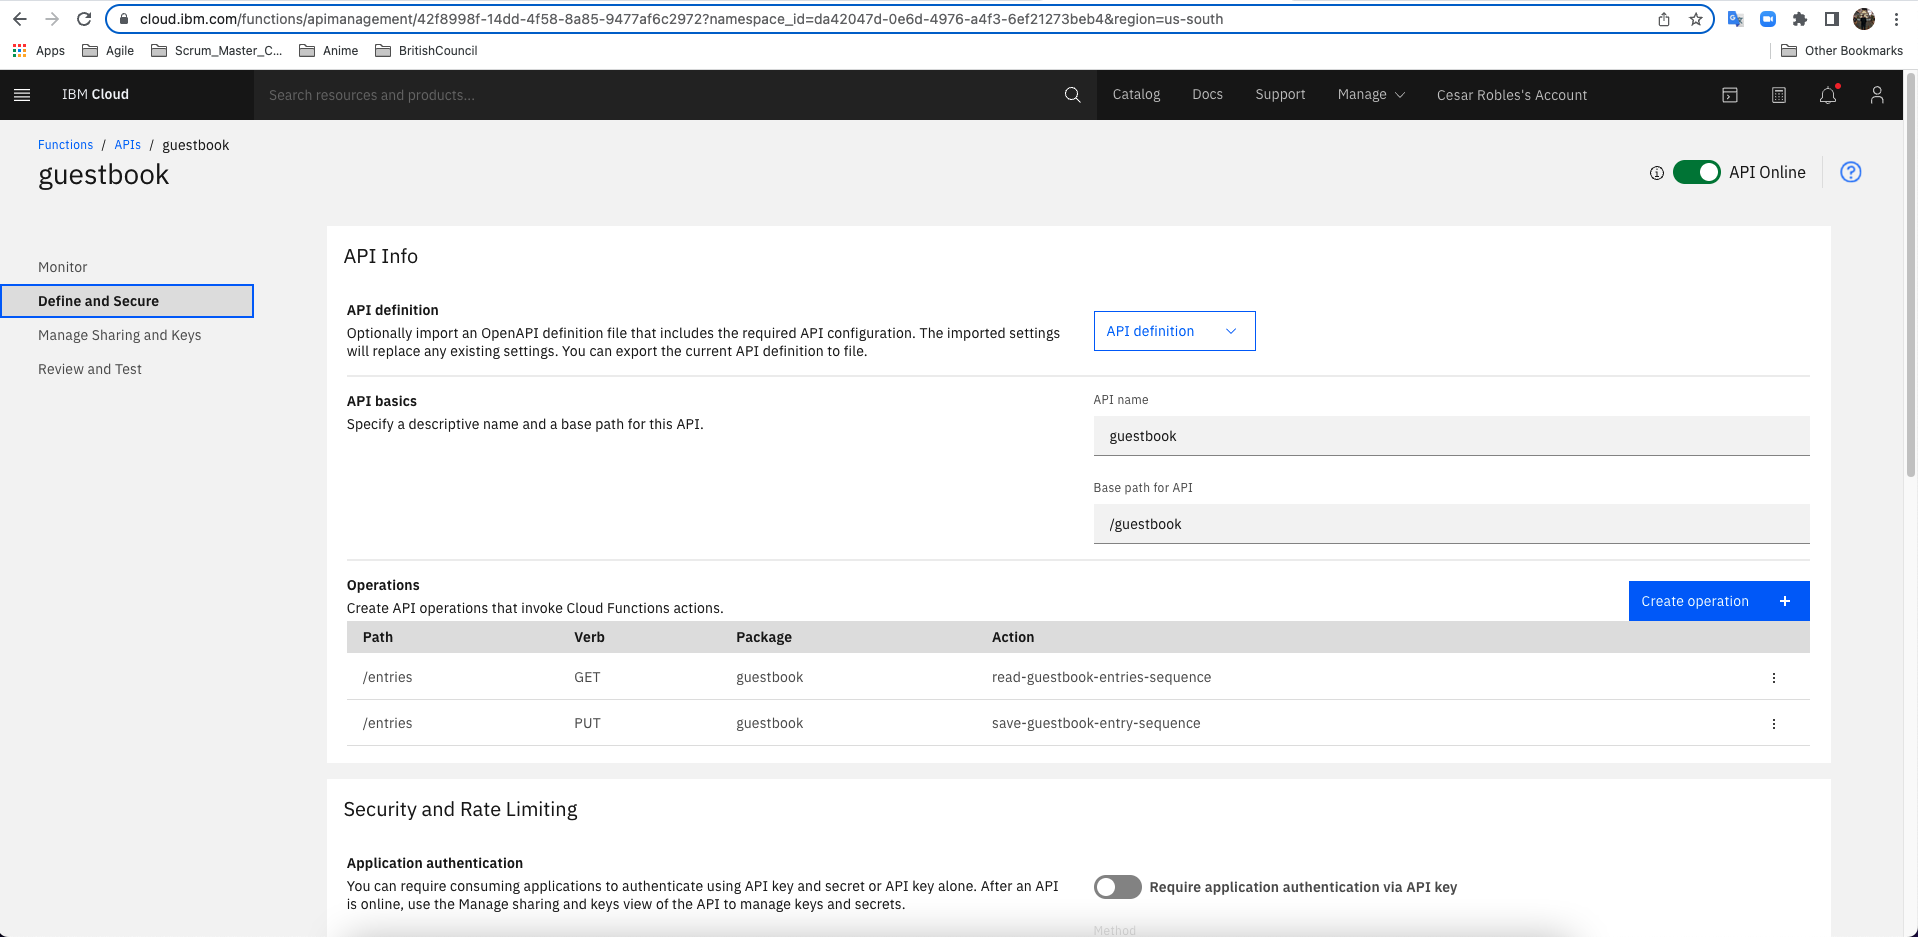 cloud.ibm.com/functions/apimanagement/42f8998f-14dd-4f58-8a85-9477af6c2972?namespace_id=da42047d-0e6d-4976-a4f3-6ef21273beb4&region=us-south
Apps Agile Scrum_Master_C... Anime BritishCouncil Other Bookmarks
IBM Cloud Search resources and products... Catalog Docs Support Manage Cesar Robles's Account
Functions / APIs / guestbook
guestbook
API Online
Monitor
Define and Secure
Manage Sharing and Keys
Review and Test
API Info
API definition
Optionally import an OpenAPI definition file that includes the required API configuration. The imported settings
will replace any existing settings. You can export the current API definition to file.
API definition
API basics
Specify a descriptive name and a base path for this API.
API name
guestbook
Base path for API
/guestbook
Operations
Create API operations that invoke Cloud Functions actions.
Create operation +
Path Verb Package Action
/entries GET guestbook read-guestbook-entries-sequence
/entries PUT guestbook save-guestbook-entry-sequence
Security and Rate Limiting
Application authentication
You can require consuming applications to authenticate using API key and secret or API key alone. After an API
is online, use the Manage sharing and keys view of the API to manage keys and secrets.
Require application authentication via API key
Method